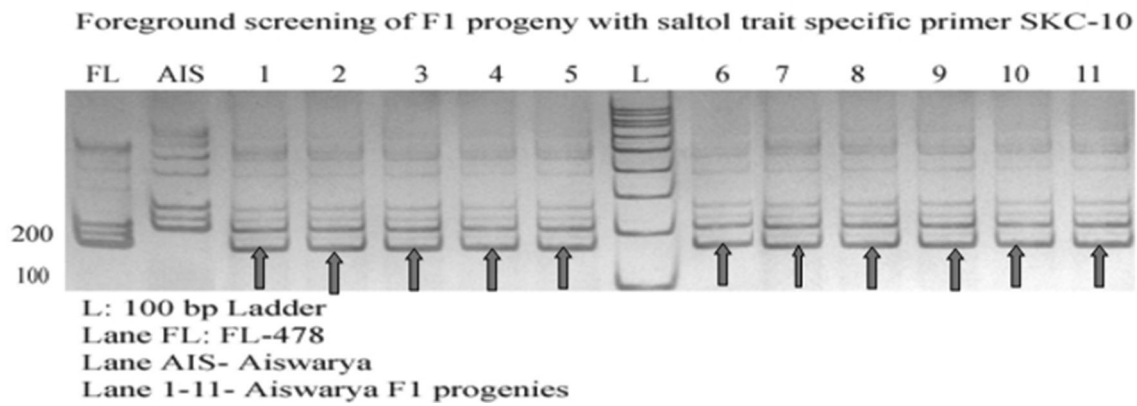 Foreground screening of F1 progeny with saltol trait specific primer SKC-10
FL AIS 1 2 3 4 5 L 6 7 8 9 10 11
200
100
L: 100 bp Ladder
Lane FL: FL-478
Lane AIS- Aiswarya
Lane 1-11- Aiswarya F1 progenies